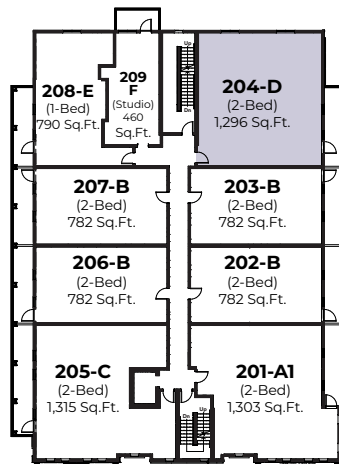 208-E
(1-Bed)
790 Sq.Ft.
209
F
(Studio)
460
Sq.Ft.
Up
Dn
204-D
(2-Bed)
1,296 Sq.Ft.
207-B
(2-Bed)
782 Sq.Ft.
203-B
(2-Bed)
782 Sq.Ft.
206-B
(2-Bed)
782 Sq.Ft.
202-B
(2-Bed)
782 Sq.Ft.
205-C
(2-Bed)
1,315 Sq.Ft.
201-A1
(2-Bed)
1,303 Sq.Ft.
Up
Dn